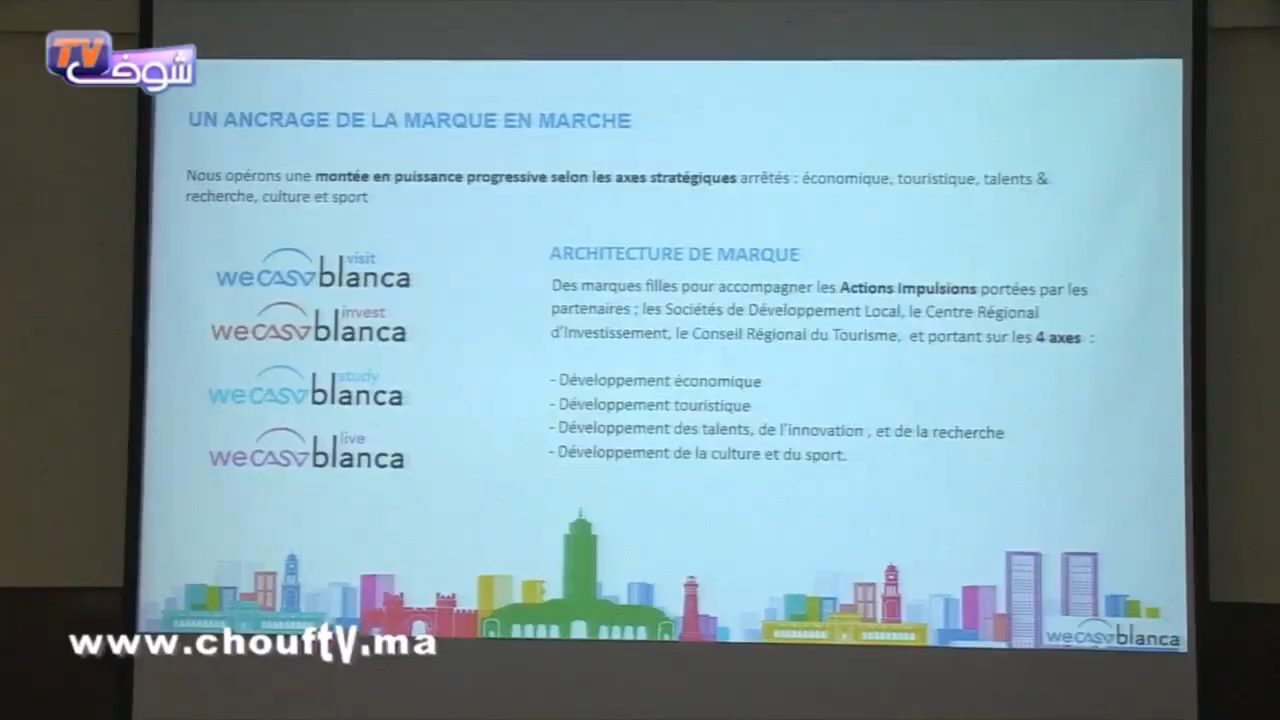 TV شوف
UN ANCRAGE DE LA MARQUE EN MARCHE
Nous opérons une montée en puissance progressive selon les axes stratégiques arrêtés : économique, touristique, talents &
recherche, culture et sport
visit
wecasablanca
invest
wecasablanca
study
wecasablanca
live
wecasablanca
ARCHITECTURE DE MARQUE
Des marques filles pour accompagner les Actions Impulsions portées par les
partenaires : les Sociétés de Développement Local, le Centre Régional
d'Investissement, le Conseil Régional du Tourisme, et portant sur les 4 axes :
- Développement économique
- Développement touristique
- Développement des talents, de l'innovation , et de la recherche
- Développement de la culture et du sport.
wecasablanca
www.chouftv.ma